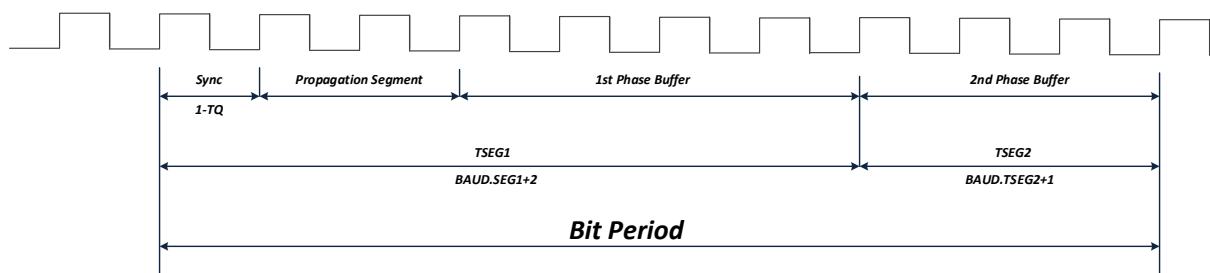 Sync
Propagation Segment
1st Phase Buffer
2nd Phase Buffer
1-TQ
TSEG1
TSEG2
BAUD.SEG1+2
BAUD.TSEG2+1
Bit Period